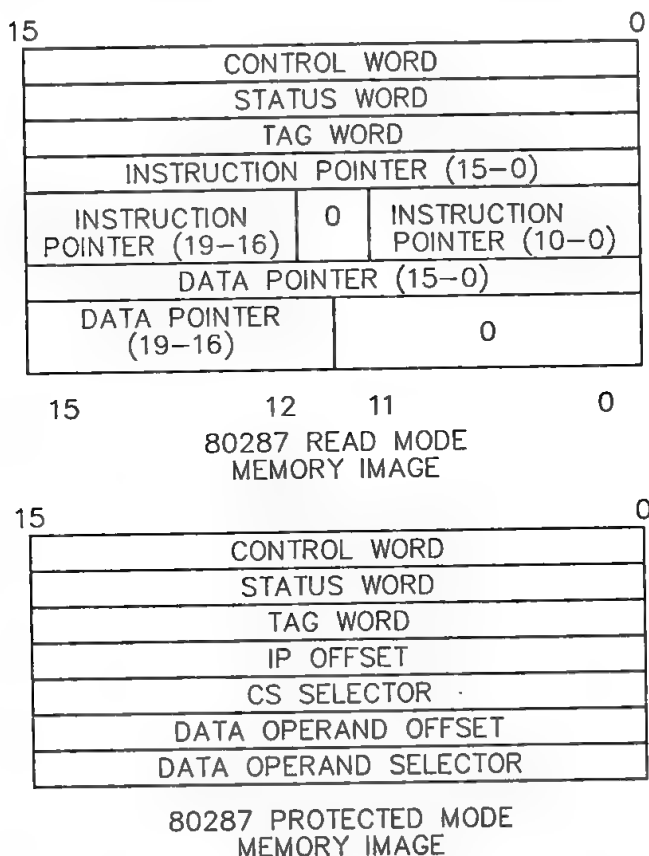 15 0
CONTROL WORD
STATUS WORD
TAG WORD
INSTRUCTION POINTER (15–0)
INSTRUCTION
POINTER (19–16)
0
INSTRUCTION
POINTER (10–0)
DATA POINTER (15–0)
DATA POINTER
(19–16)
0
15 12 11 0
80287 READ MODE
MEMORY IMAGE
15 0
CONTROL WORD
STATUS WORD
TAG WORD
IP OFFSET
CS SELECTOR
DATA OPERAND OFFSET
DATA OPERAND SELECTOR
80287 PROTECTED MODE
MEMORY IMAGE